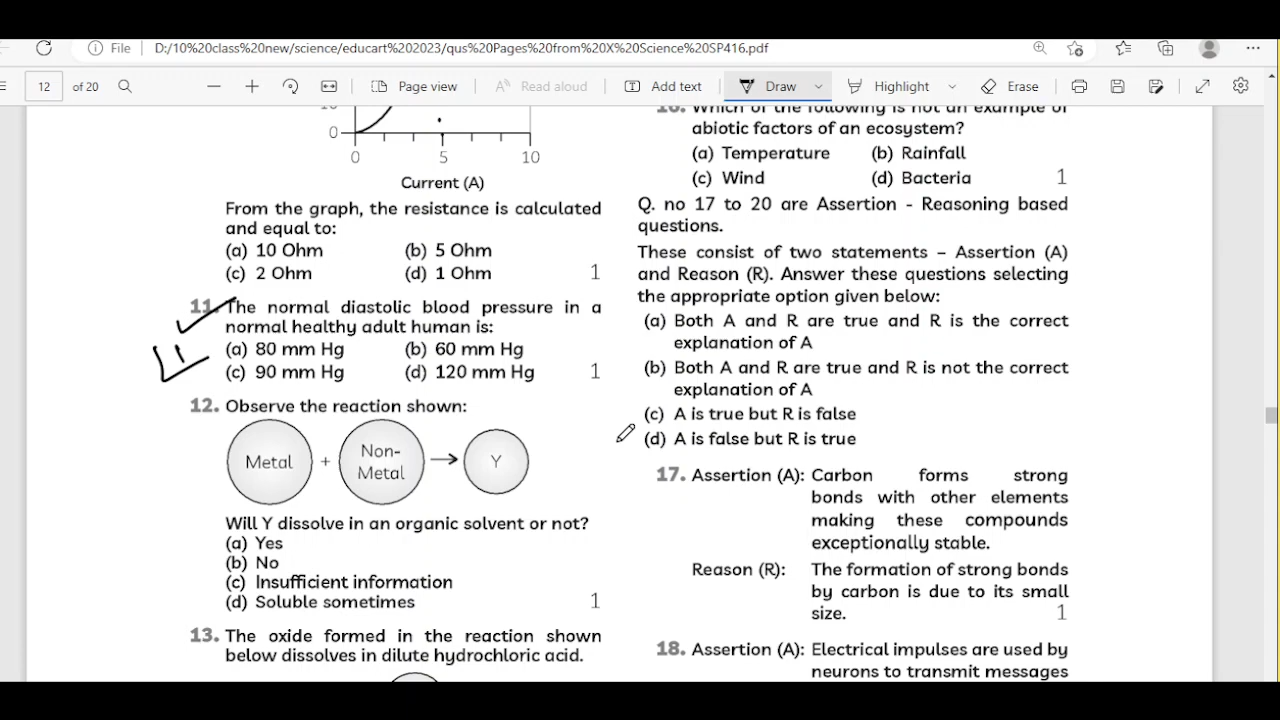 File
D:/10%20class%20new/science/educart%202023/qus%20Pages%20from%20X%20Science%20SP416.pdf
12 of 20
Page view
Read aloud
Add text
Draw
Highlight
Erase
0
0 5 10
Current (A)
From the graph, the resistance is calculated
and equal to:
(a) 10 Ohm (b) 5 Ohm
(c) 2 Ohm (d) 1 Ohm 1
11. The normal diastolic blood pressure in a
normal healthy adult human is:
(a) 80 mm Hg (b) 60 mm Hg
(c) 90 mm Hg (d) 120 mm Hg 1
12. Observe the reaction shown:
Metal + Non-
Metal → Y
Will Y dissolve in an organic solvent or not?
(a) Yes
(b) No
(c) Insufficient information
(d) Soluble sometimes 1
13. The oxide formed in the reaction shown
below dissolves in dilute hydrochloric acid.
16. Which of the following is not an example of
abiotic factors of an ecosystem?
(a) Temperature (b) Rainfall
(c) Wind (d) Bacteria 1
Q. no 17 to 20 are Assertion - Reasoning based
questions.
These consist of two statements – Assertion (A)
and Reason (R). Answer these questions selecting
the appropriate option given below:
(a) Both A and R are true and R is the correct
explanation of A
(b) Both A and R are true and R is not the correct
explanation of A
(c) A is true but R is false
(d) A is false but R is true
17. Assertion (A): Carbon forms strong
bonds with other elements
making these compounds
exceptionally stable.
Reason (R): The formation of strong bonds
by carbon is due to its small
size. 1
18. Assertion (A): Electrical impulses are used by
neurons to transmit messages